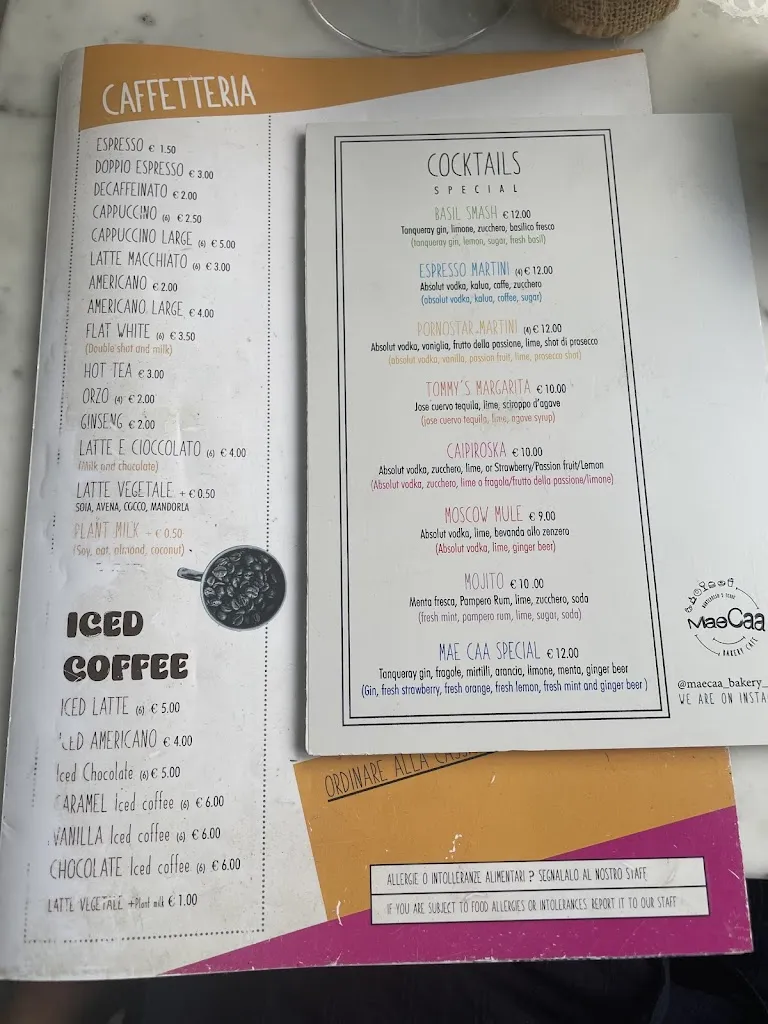 CAFFETTERIA
ESPRESSO € 1.50
DOPPIO ESPRESSO € 3.00
DECAFFEINATO € 2.00
CAPPUCCINO (6) € 2.50
CAPPUCCINO LARGE (6) € 5.00
LATTE MACCHIATO (6) € 3.00
AMERICANO € 2.00
AMERICANO LARGE € 4.00
FLAT WHITE (6) € 3.50
(Double shot and milk)
HOT TEA € 3.00
ORZO (4) € 2.00
GINSENG € 2.00
LATTE E CIOCCOLATO (6) € 4.00
(Milk and chocolate)
LATTE VEGETALE + € 0.50
SOIA, AVENA, COCCO, MANDORLA
PLANT MILK + € 0.50
(Soy, oat, almond, coconut)
ICED
COFFEE
ICED LATTE (6) € 5.00
ICED AMERICANO € 4.00
Iced Chocolate (6) € 5.00
CARAMEL Iced coffee (6) € 6.00
VANILLA Iced coffee (6) € 6.00
CHOCOLATE Iced coffee (6) € 6.00
LATTE VEGETALE +Plant milk € 1.00
COCKTAILS
SPECIAL
BASIL SMASH € 12.00
Tanqueray gin, limone, zucchero, basilico fresco
(tanqueray gin, lemon, sugar, fresh basil)
ESPRESSO MARTINI (4) € 12.00
Absolut vodka, kalua, caffe, zucchero
(absolut vodka, kalua, coffee, sugar)
PORNOSTAR MARTINI (4) € 12.00
Absolut vodka, vaniglia, frutto della passione, lime, shot di prosecco
(absolut vodka, vanilla, passion fruit, lime, prosecco shot)
TOMMY'S MARGARITA € 10.00
Jose cuervo tequila, lime, sciroppo d'agave
(jose cuervo tequila, lime, agave syrup)
CAIPIROSKA € 10.00
Absolut vodka, zucchero, lime, or Strawberry/Passion fruit/Lemon
(Absolut vodka, zucchero, lime o fragola/frutto della passione/limone)
MOSCOW MULE € 9.00
Absolut vodka, lime, bevanda allo zenzero
(Absolut vodka, lime, ginger beer)
MOJITO € 10 .00
Menta fresca, Pampero Rum, lime, zucchero, soda
(fresh mint, pampero rum, lime, sugar, soda)
MAE CAA SPECIAL € 12.00
Tanqueray gin, fragole, mirtilli, arancia, limone, menta, ginger beer
(Gin, fresh strawberry, fresh orange, fresh lemon, fresh mint and ginger beer )
MaeCaa
BAKERY CAFE
@maecaa_bakery_
WE ARE ON INSTA
ORDINARE ALLA CASSA
ALLERGIE O INTOLLERANZE ALIMENTARI ? SEGNALALO AL NOSTRO STAFF
IF YOU ARE SUBJECT TO FOOD ALLERGIES OR INTOLERANCES REPORT IT TO OUR STAFF